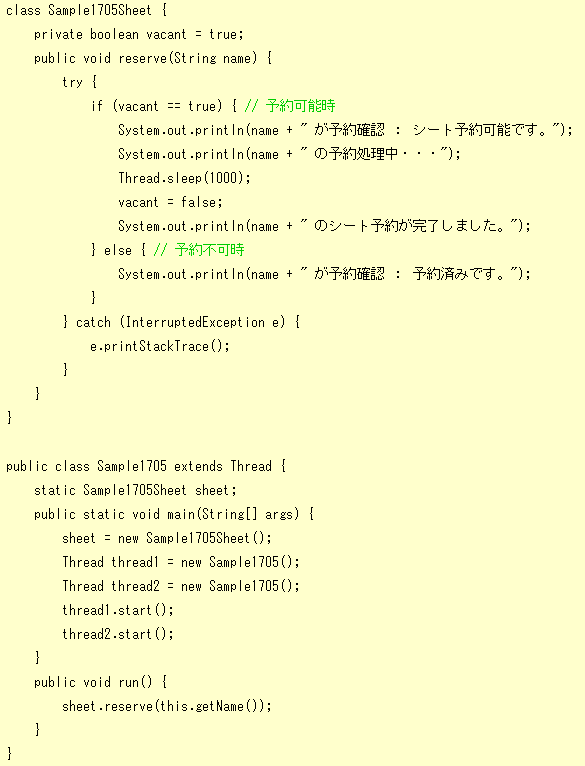 class Sample1705Sheet {
    private boolean vacant = true;
    public void reserve(String name) {
        try {
            if (vacant == true) { // 予約可能時
                System.out.println(name + " が予約確認 : シート予約可能です。");
                System.out.println(name + " の予約処理中・・・");
                Thread.sleep(1000);
                vacant = false;
                System.out.println(name + " のシート予約が完了しました。");
            } else { // 予約不可時
                System.out.println(name + " が予約確認 : 予約済みです。");
            }
        } catch (InterruptedException e) {
            e.printStackTrace();
        }
    }
}

public class Sample1705 extends Thread {
    static Sample1705Sheet sheet;
    public static void main(String[] args) {
        sheet = new Sample1705Sheet();
        Thread thread1 = new Sample1705();
        Thread thread2 = new Sample1705();
        thread1.start();
        thread2.start();
    }
    public void run() {
        sheet.reserve(this.getName());
    }
}